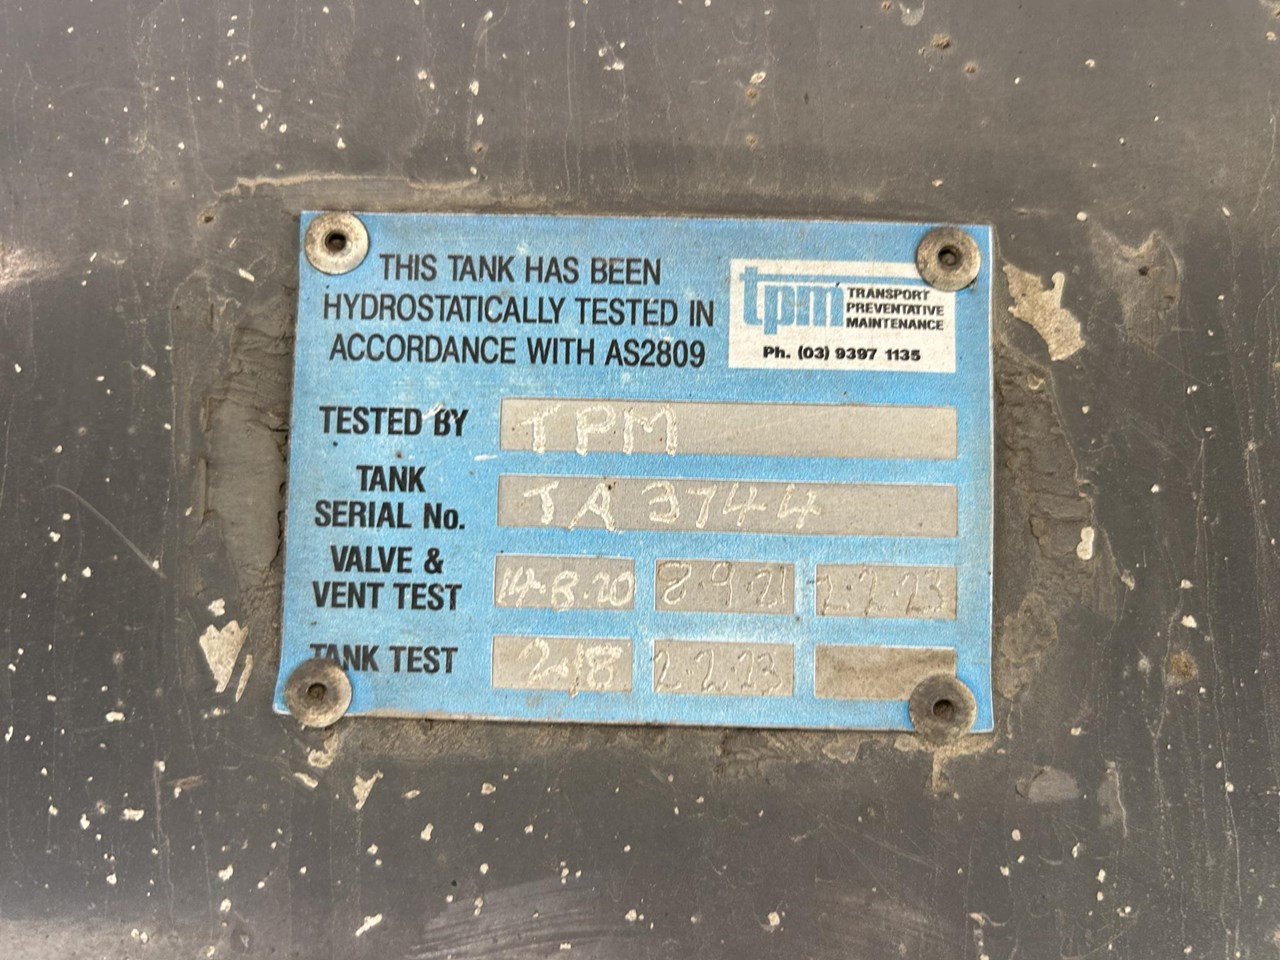 THIS TANK HAS BEEN
HYDROSTATICALLY TESTED IN
ACCORDANCE WITH AS2809
tpm TRANSPORT
PREVENTATIVE
MAINTENANCE
Ph. (03) 9397 1135
TESTED BY TPM
TANK
SERIAL No. TA 3744
VALVE &
VENT TEST 14-8-20 8-9-21 2-2-23
TANK TEST 2-18 2-2-23